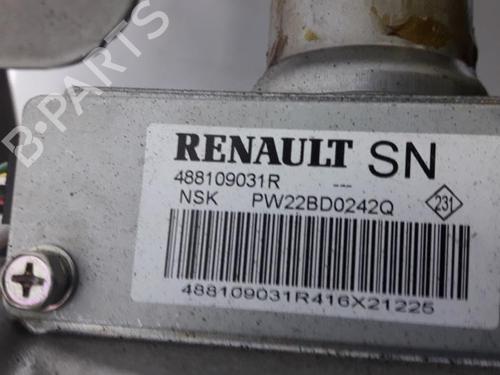 B-PARTS
RENAULT SN
488109031R ---
NSK PW22BD0242Q 231
488109031R416X21225